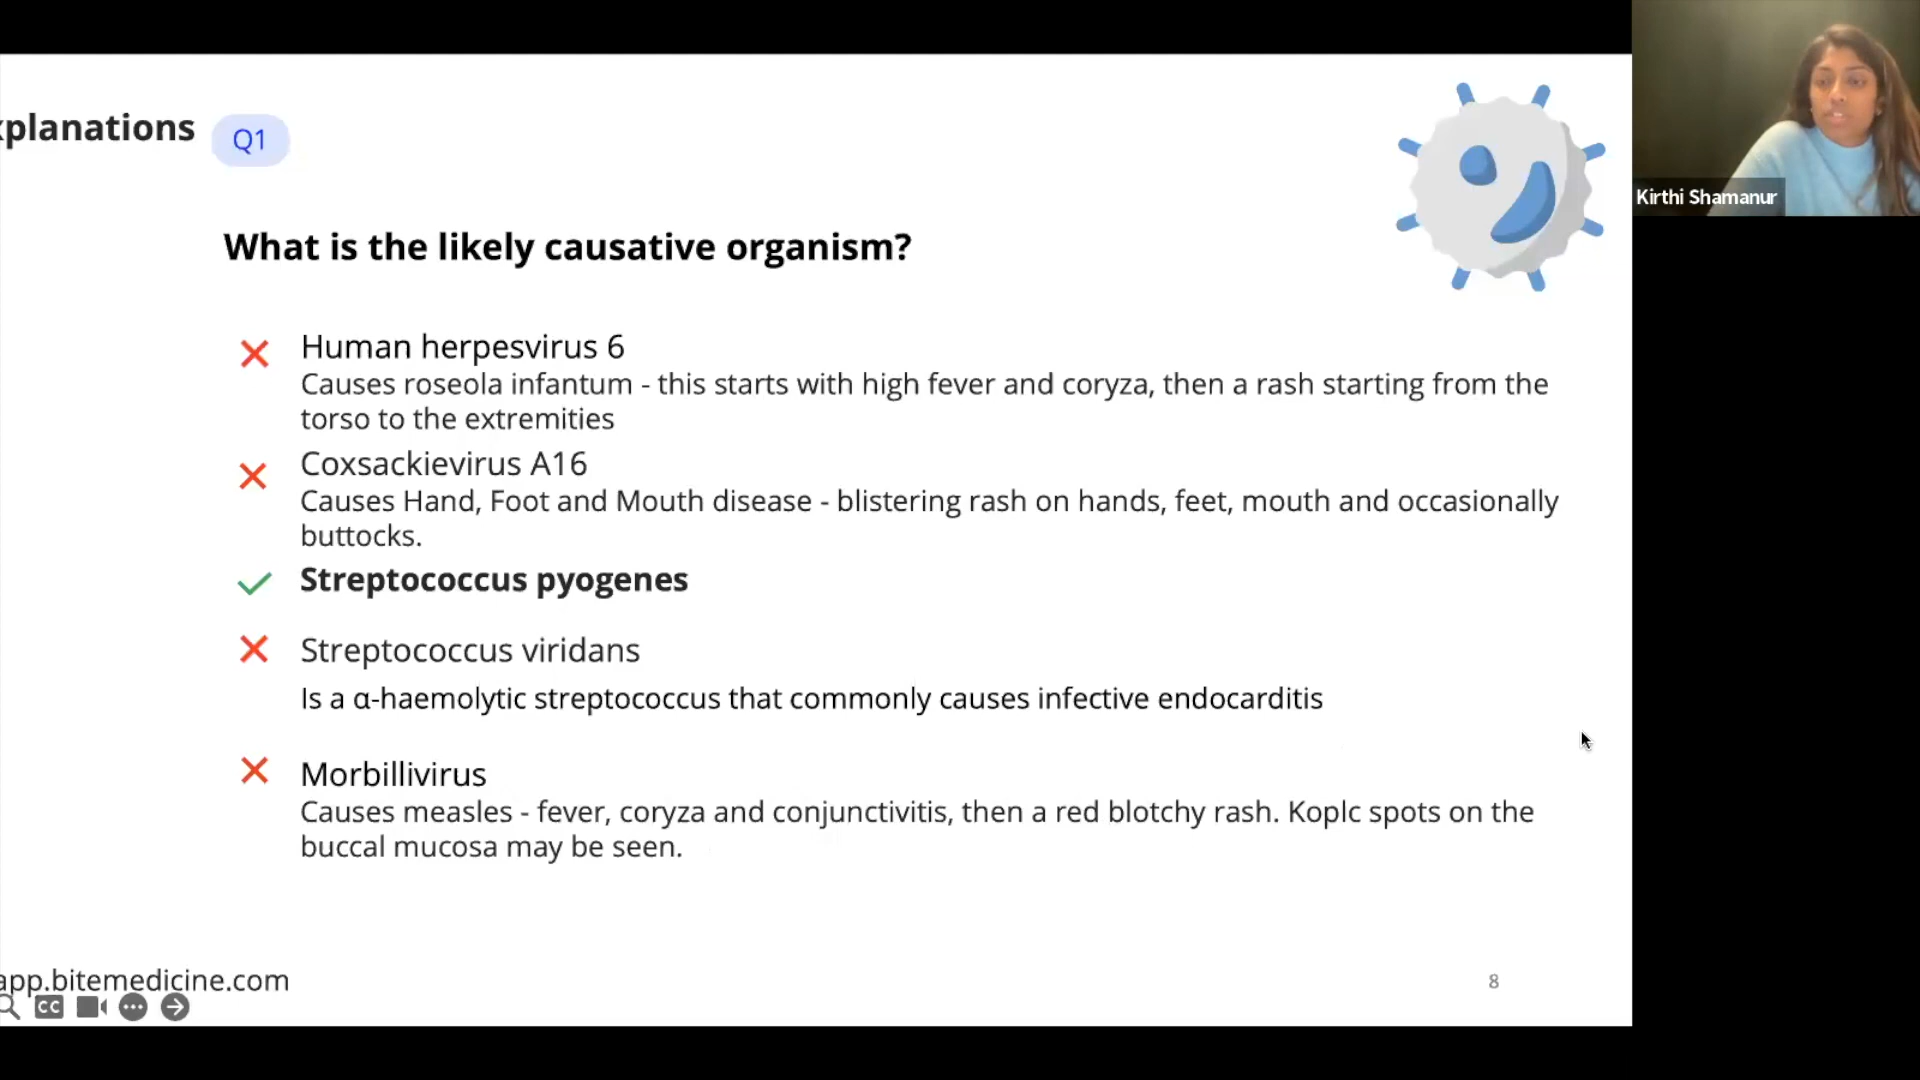 xplanations
Q1
What is the likely causative organism?
Human herpesvirus 6
Causes roseola infantum - this starts with high fever and coryza, then a rash starting from the
torso to the extremities
Coxsackievirus A16
Causes Hand, Foot and Mouth disease - blistering rash on hands, feet, mouth and occasionally
buttocks.
Streptococcus pyogenes
Streptococcus viridans
Is a α-haemolytic streptococcus that commonly causes infective endocarditis
Morbillivirus
Causes measles - fever, coryza and conjunctivitis, then a red blotchy rash. Koplc spots on the
buccal mucosa may be seen.
app.bitemedicine.com
8
CC
Kirthi Shamanur